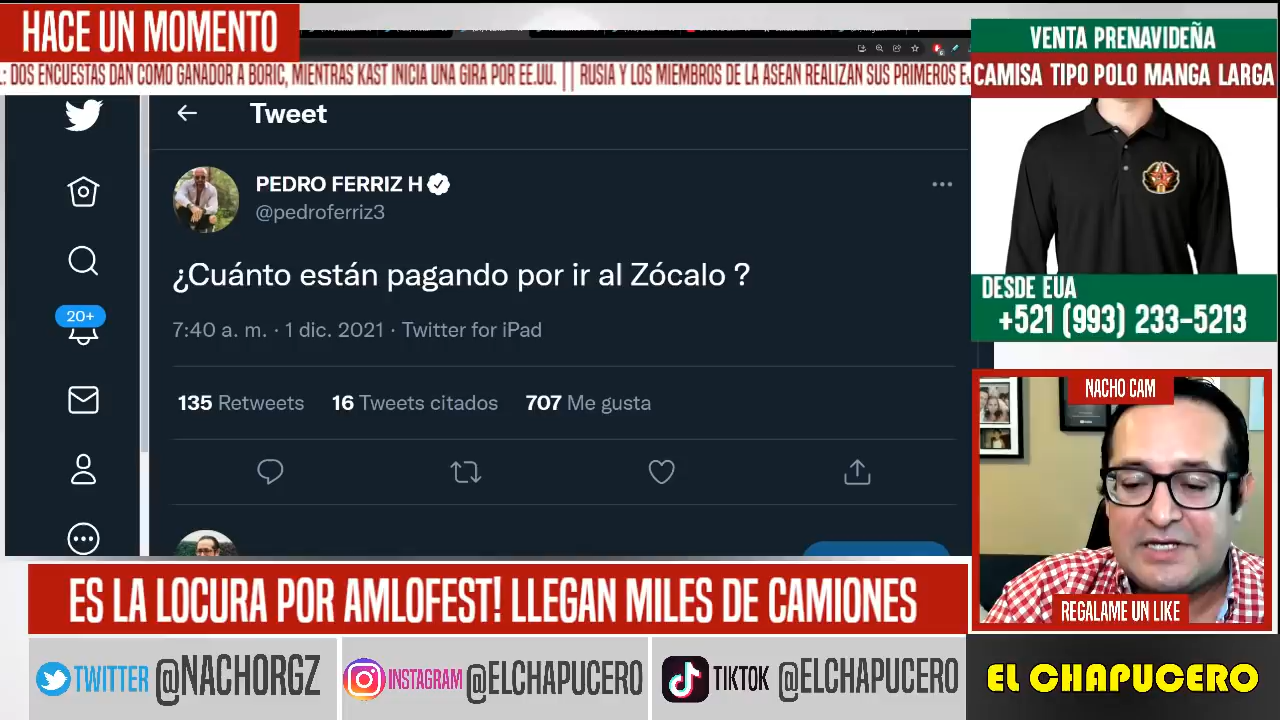 HACE UN MOMENTO
: DOS ENCUESTAS DAN COMO GANADOR A BORIC, MIENTRAS KAST INICIA UNA GIRA POR EE.UU. || RUSIA Y LOS MIEMBROS DE LA ASEAN REALIZAN SUS PRIMEROS
VENTA PRENAVIDEÑA
CAMISA TIPO POLO MANGA LARGA
DESDE EUA
+521 (993) 233-5213
Tweet
PEDRO FERRIZ H
@pedroferriz3
¿Cuánto están pagando por ir al Zócalo ?
20+
7:40 a. m. · 1 dic. 2021 · Twitter for iPad
135 Retweets 16 Tweets citados 707 Me gusta
NACHO CAM
REGALAME UN LIKE
ES LA LOCURA POR AMLOFEST! LLEGAN MILES DE CAMIONES
TWITTER @NACHORGZ INSTAGRAM @ELCHAPUCERO TIKTOK @ELCHAPUCERO
EL CHAPUCERO